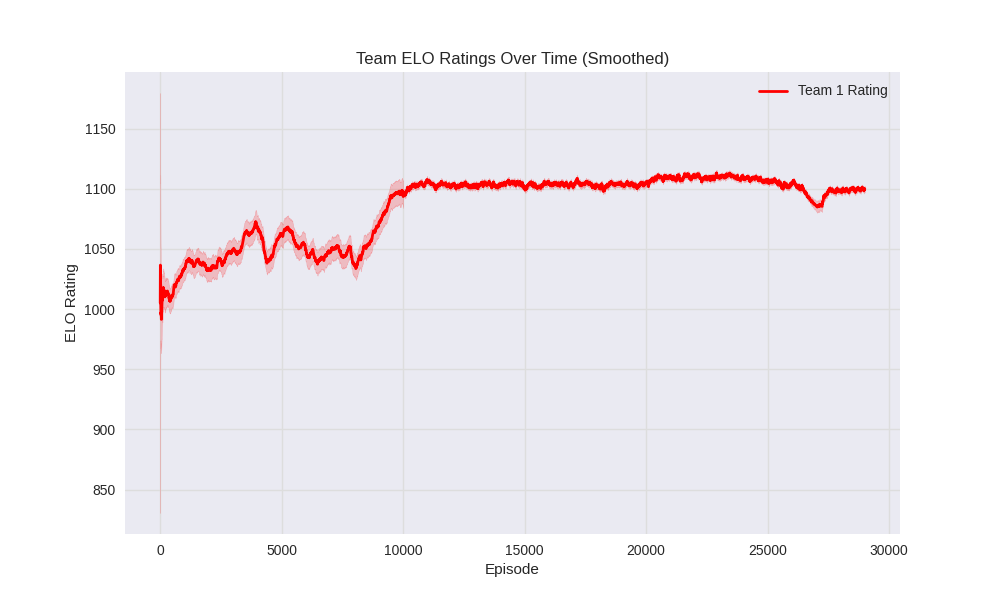 Team ELO Ratings Over Time (Smoothed)
Team 1 Rating
1150
1100
1050
1000
950
900
850
ELO Rating
0 5000 10000 15000 20000 25000 30000
Episode